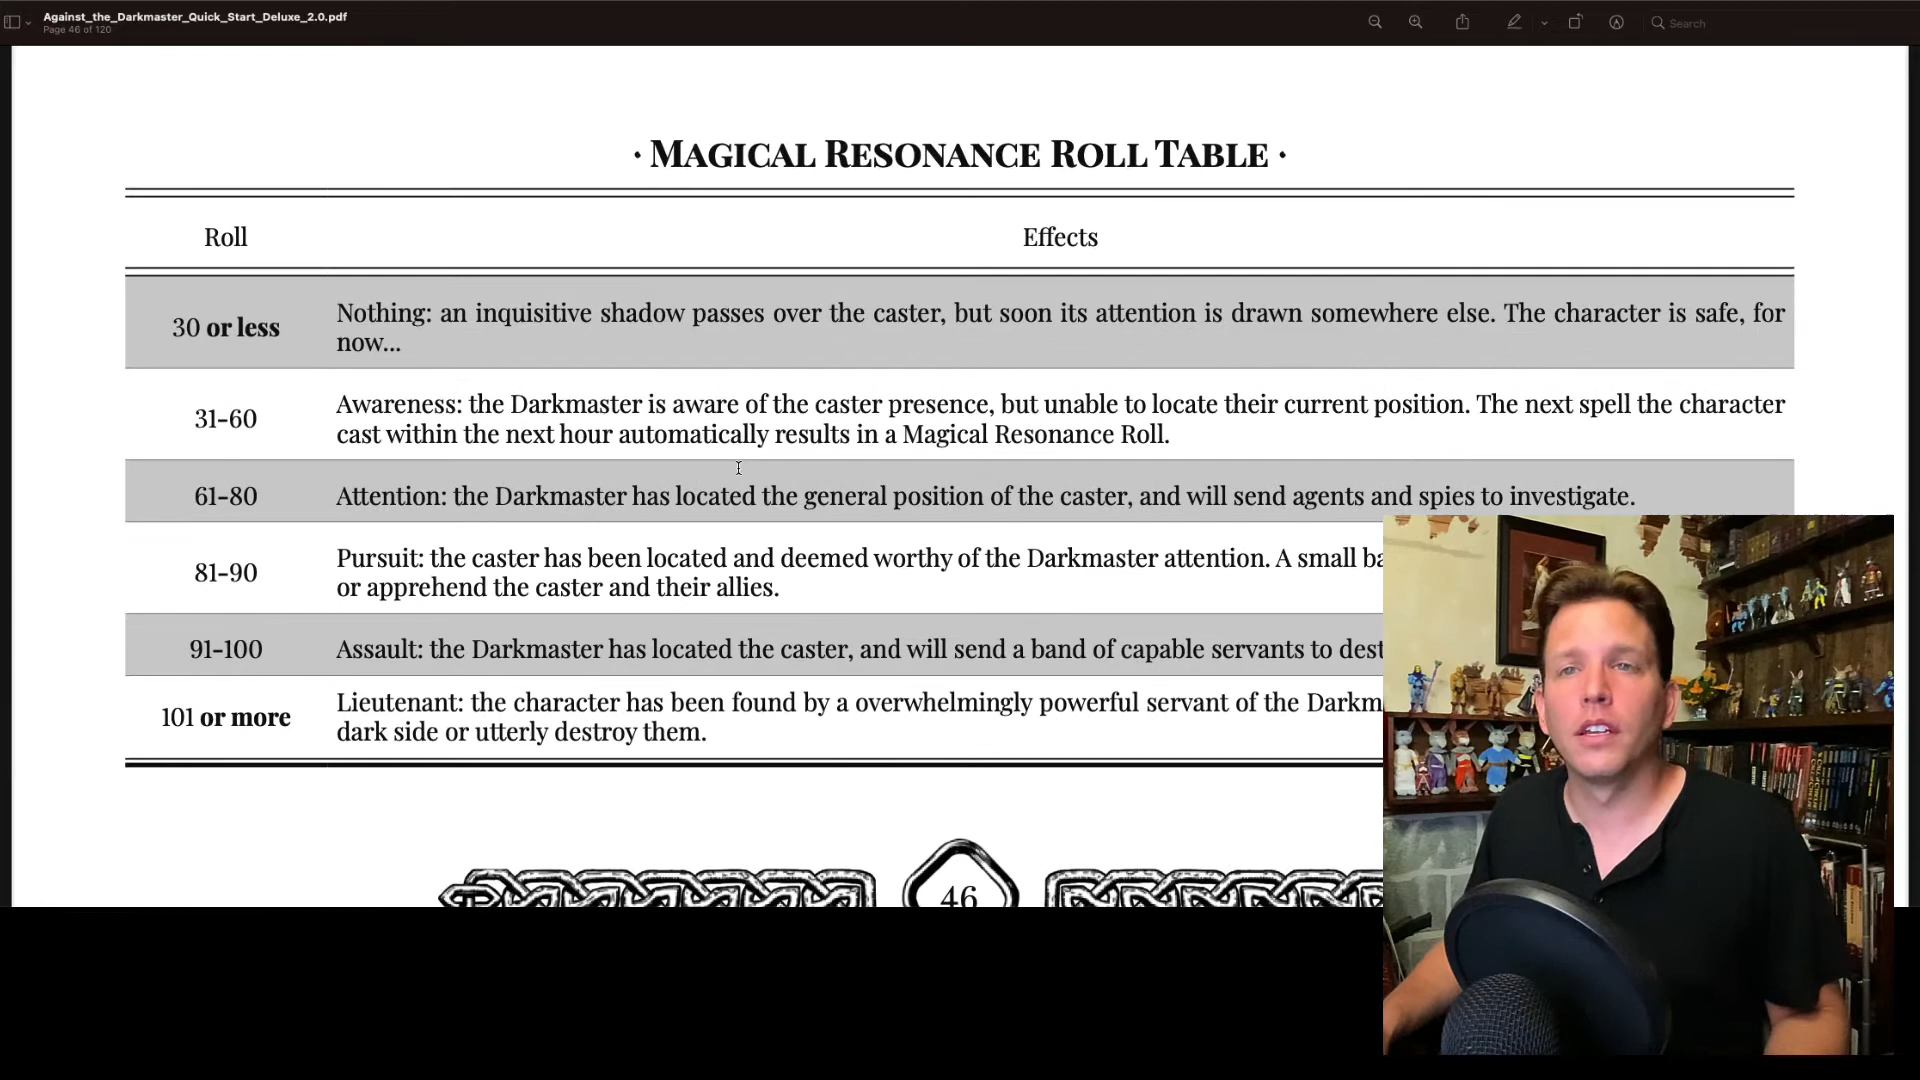 Against_the_Darkmaster_Quick_Start_Deluxe_2.0.pdf
Page 46 of 120
Search
· MAGICAL RESONANCE ROLL TABLE ·
Roll
Effects
30 or less
Nothing: an inquisitive shadow passes over the caster, but soon its attention is drawn somewhere else. The character is safe, for
now...
31-60
Awareness: the Darkmaster is aware of the caster presence, but unable to locate their current position. The next spell the character
cast within the next hour automatically results in a Magical Resonance Roll.
61-80
Attention: the Darkmaster has located the general position of the caster, and will send agents and spies to investigate.
81-90
Pursuit: the caster has been located and deemed worthy of the Darkmaster attention. A small ba
or apprehend the caster and their allies.
91-100
Assault: the Darkmaster has located the caster, and will send a band of capable servants to dest
101 or more
Lieutenant: the character has been found by a overwhelmingly powerful servant of the Darkm
dark side or utterly destroy them.
46